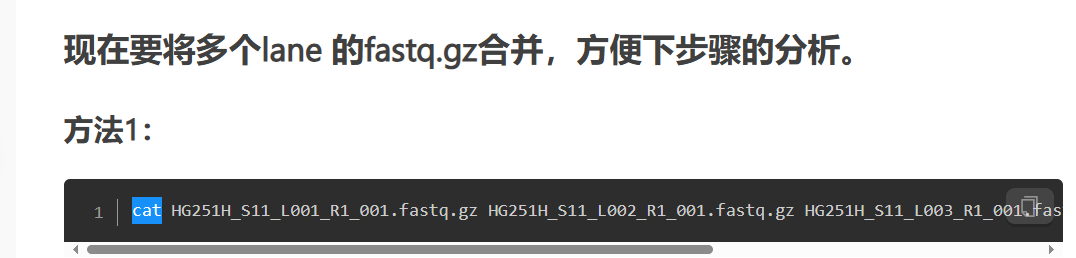 现在要将多个lane 的fastq.gz合并，方便下步骤的分析。
方法1：
1 cat HG251H_S11_L001_R1_001.fastq.gz HG251H_S11_L002_R1_001.fastq.gz HG251H_S11_L003_R1_001.fas